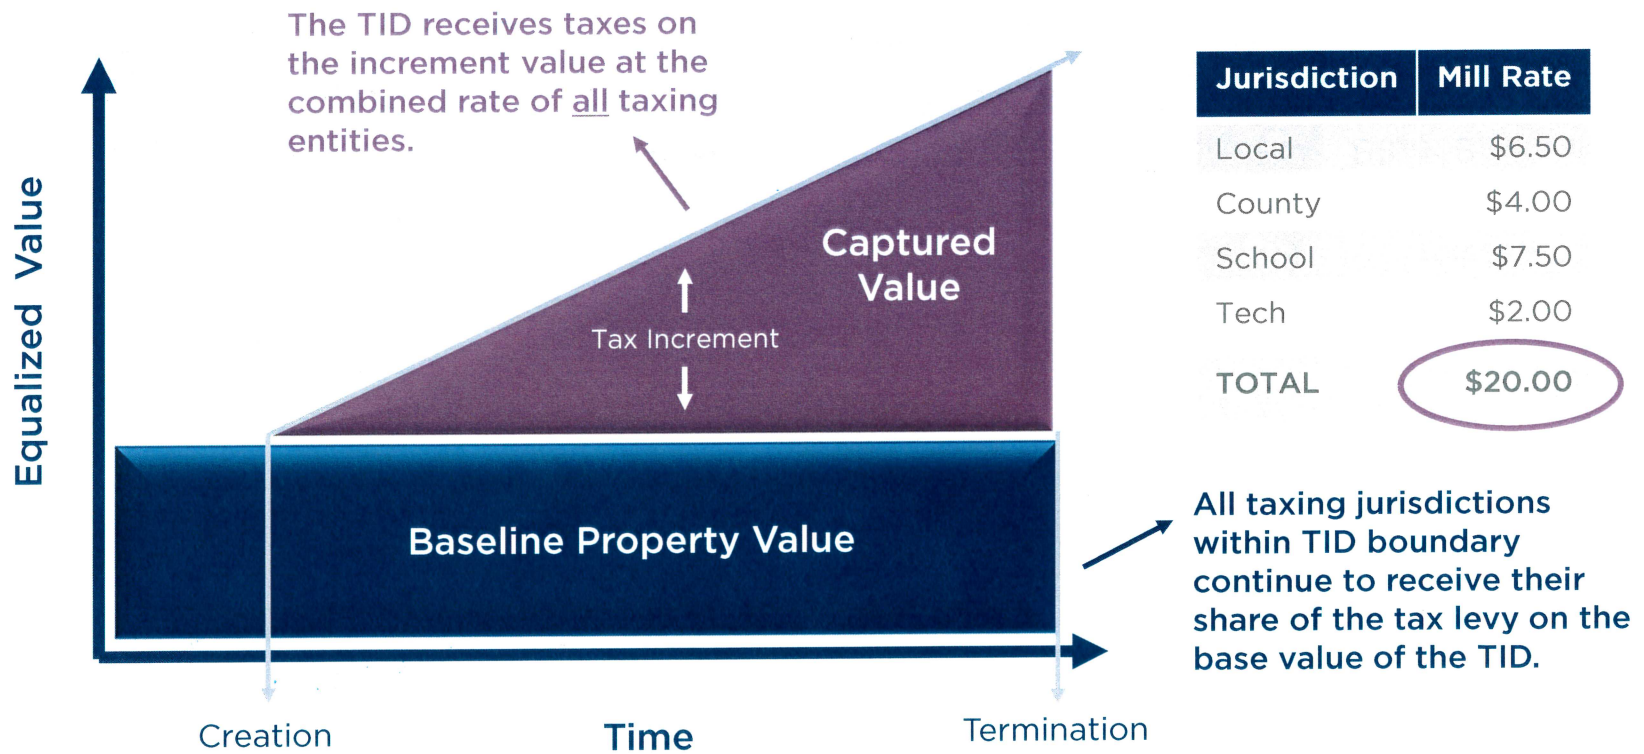 The TID receives taxes on
the increment value at the
combined rate of all taxing
entities.
Equalized Value
Captured
Value
Tax Increment
Baseline Property Value
Creation
Time
Termination
Jurisdiction Mill Rate
Local $6.50
County $4.00
School $7.50
Tech $2.00
TOTAL $20.00
All taxing jurisdictions
within TID boundary
continue to receive their
share of the tax levy on the
base value of the TID.